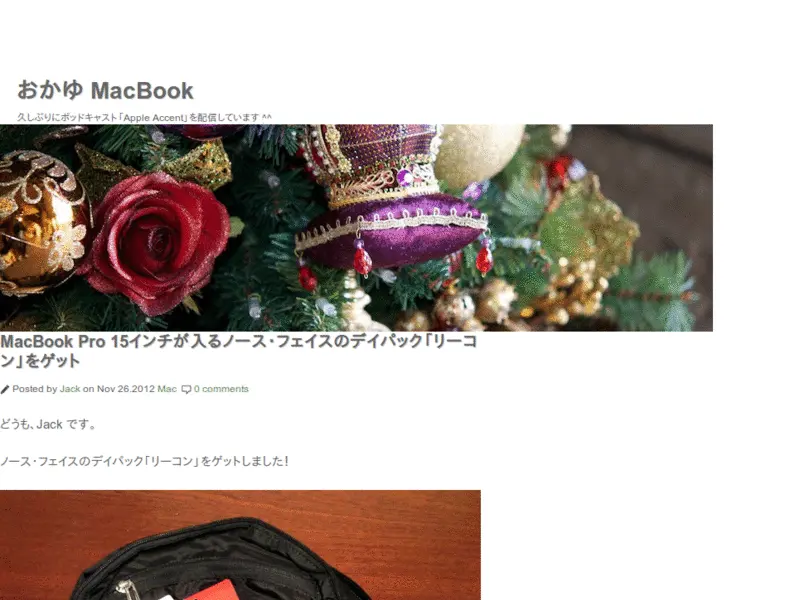 おかゆ MacBook
久しぶりにポッドキャスト「Apple Accent」を配信しています ^^
MacBook Pro 15インチが入るノース・フェイスのデイパック「リーコ
ン」をゲット
Posted by Jack on Nov 26.2012 Mac 0 comments
どうも、Jack です。
ノース・フェイスのデイパック「リーコン」をゲットしました！